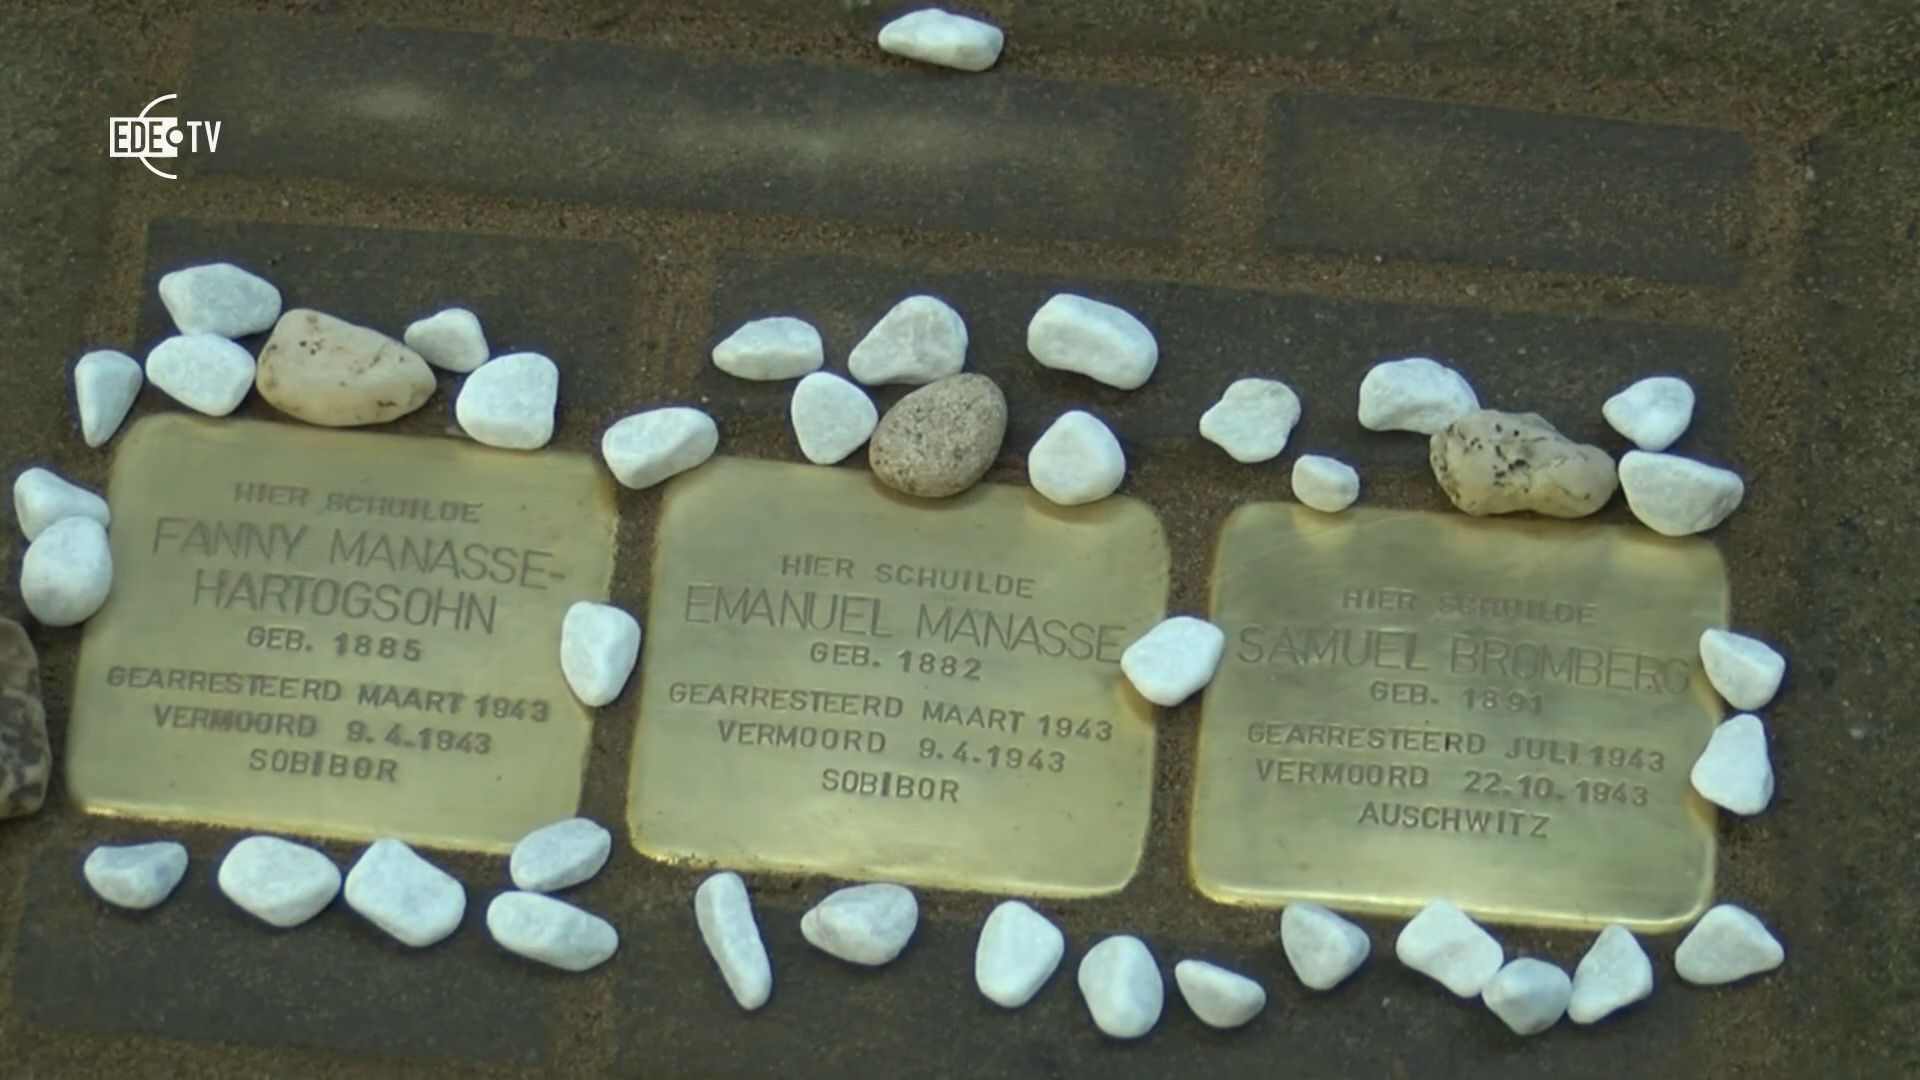 EDE TV
HIER SCHUILDE
FANNY MANASSE-
HARTOGSOHN
GEB. 1885
GEARRESTEERD MAART 1943
VERMOORD 9.4.1943
SOBIBOR
HIER SCHUILDE
EMANUEL MANASSE
GEB. 1882
GEARRESTEERD MAART 1943
VERMOORD 9.4.1943
SOBIBOR
HIER SCHUILDE
SAMUEL BROMBERG
GEB. 1891
GEARRESTEERD JULI 1943
VERMOORD 22.10.1943
AUSCHWITZ